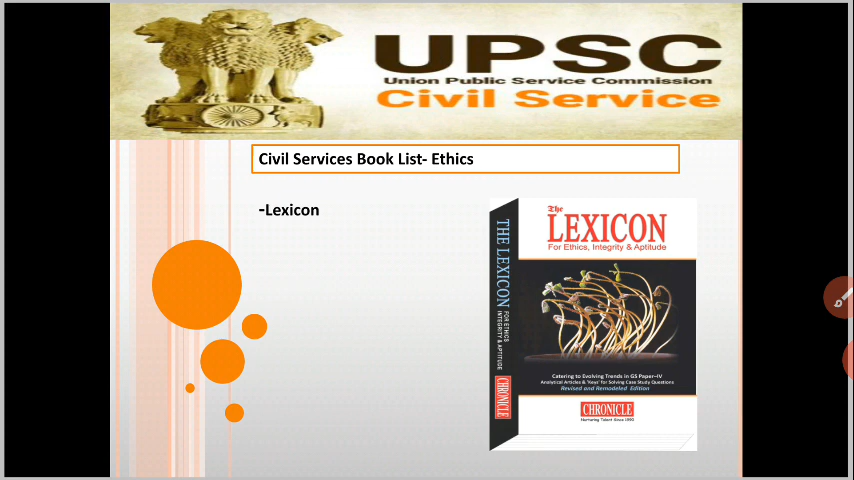 UPSC
Union Public Service Commission
Civil Service
Civil Services Book List- Ethics
-Lexicon
The
LEXICON
For Ethics, Integrity & Aptitude
THE LEXICON
FOR ETHICS
INTEGRITY & APTITUDE
CHRONICLE
Catering to Evolving Trends in GS Paper–IV
Analytical Articles & 'Keys' for Solving Case Study Questions
Revised and Remodeled Edition
CHRONICLE
Nurturing Talent Since 1990